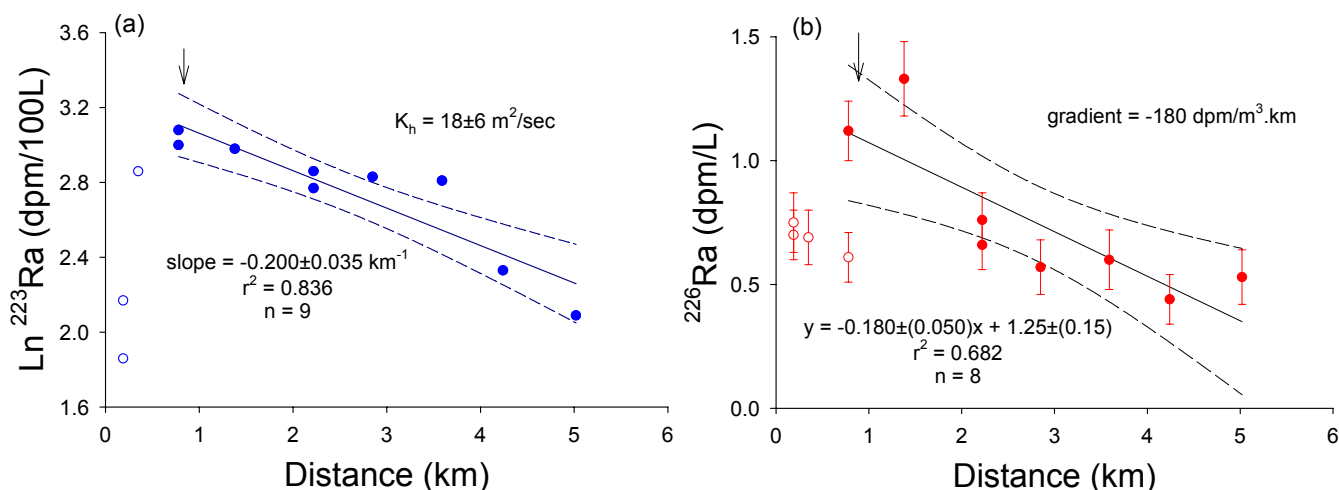 (a)
3.6
3.2
2.8
2.4
2.0
1.6
Ln ²²³Ra (dpm/100L)
Kₕ = 18±6 m²/sec
slope = -0.200±0.035 km⁻¹
r² = 0.836
n = 9
0 1 2 3 4 5 6
Distance (km)
(b)
1.5
1.0
0.5
0.0
²²⁶Ra (dpm/L)
gradient = -180 dpm/m³.km
y = -0.180±(0.050)x + 1.25±(0.15)
r² = 0.682
n = 8
0 1 2 3 4 5 6
Distance (km)